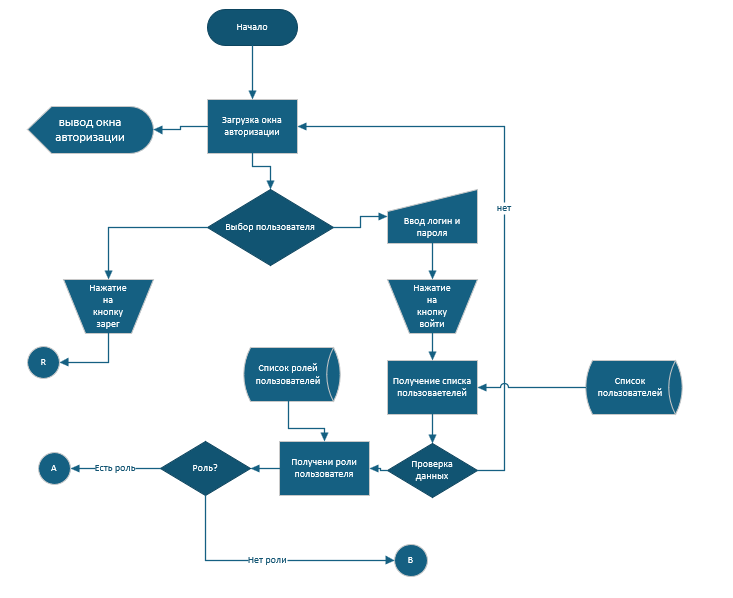 Начало
Загрузка окна
авторизации
вывод окна
авторизации
нет
Выбор пользователя
Ввод логин и
пароля
Нажатие
на
кнопку
зарег
Нажатие
на
кнопку
войти
R
Список ролей
пользователей
Получение списка
пользоваетелей
Список
пользователей
A
Есть роль
Роль?
Получени роли
пользователя
Проверка
данных
Нет роли
B